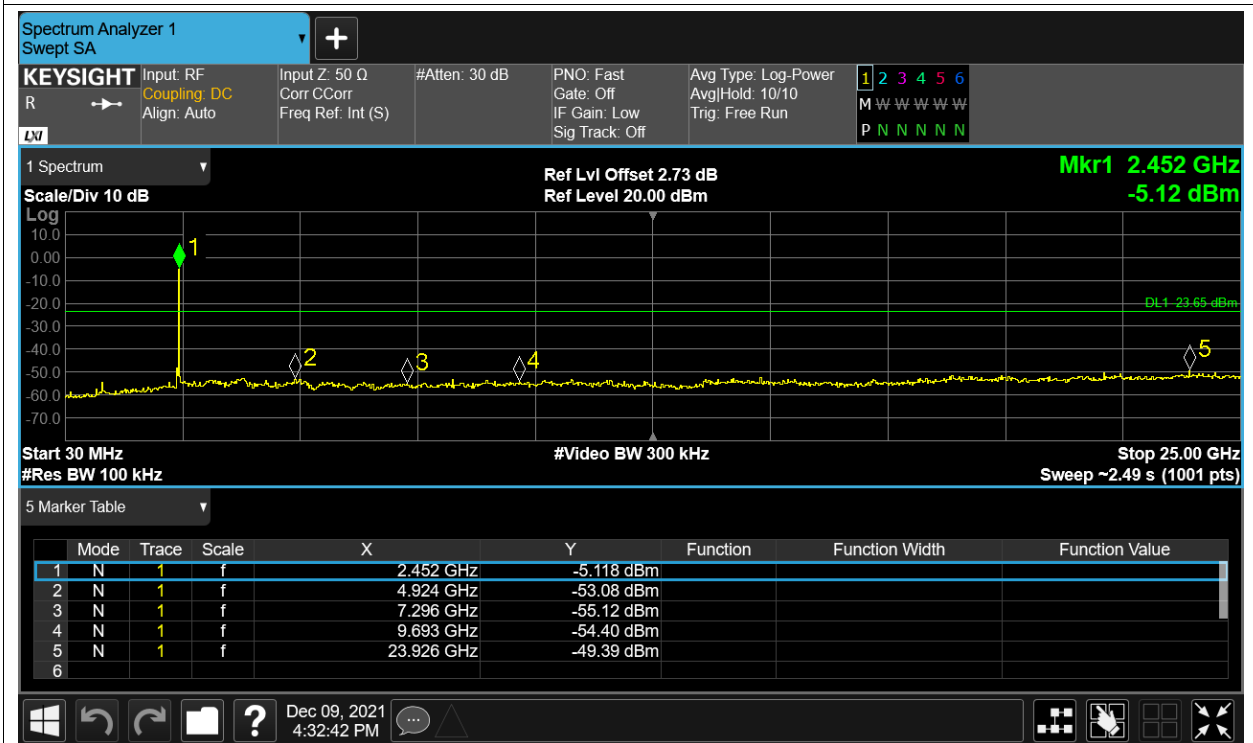 Spectrum Analyzer 1
Swept SA
KEYSIGHT
R
LXI
Input: RF
Coupling: DC
Align: Auto
Input Z: 50 Ω
Corr CCorr
Freq Ref: Int (S)
#Atten: 30 dB
PNO: Fast
Gate: Off
IF Gain: Low
Sig Track: Off
Avg Type: Log-Power
Avg|Hold: 10/10
Trig: Free Run
1 2 3 4 5 6
M W W W W W
P N N N N N
1 Spectrum
Scale/Div 10 dB
Ref Lvl Offset 2.73 dB
Ref Level 20.00 dBm
Mkr1 2.452 GHz
-5.12 dBm
Log
10.0
0.00
-10.0
-20.0
-30.0
-40.0
-50.0
-60.0
-70.0
1
2
3
4
5
DL1 23.65 dBm
Start 30 MHz
#Res BW 100 kHz
#Video BW 300 kHz
Stop 25.00 GHz
Sweep ~2.49 s (1001 pts)
5 Marker Table
Mode Trace Scale X Y Function Function Width Function Value
1 N 1 f 2.452 GHz -5.118 dBm
2 N 1 f 4.924 GHz -53.08 dBm
3 N 1 f 7.296 GHz -55.12 dBm
4 N 1 f 9.693 GHz -54.40 dBm
5 N 1 f 23.926 GHz -49.39 dBm
6
?
Dec 09, 2021
4:32:42 PM